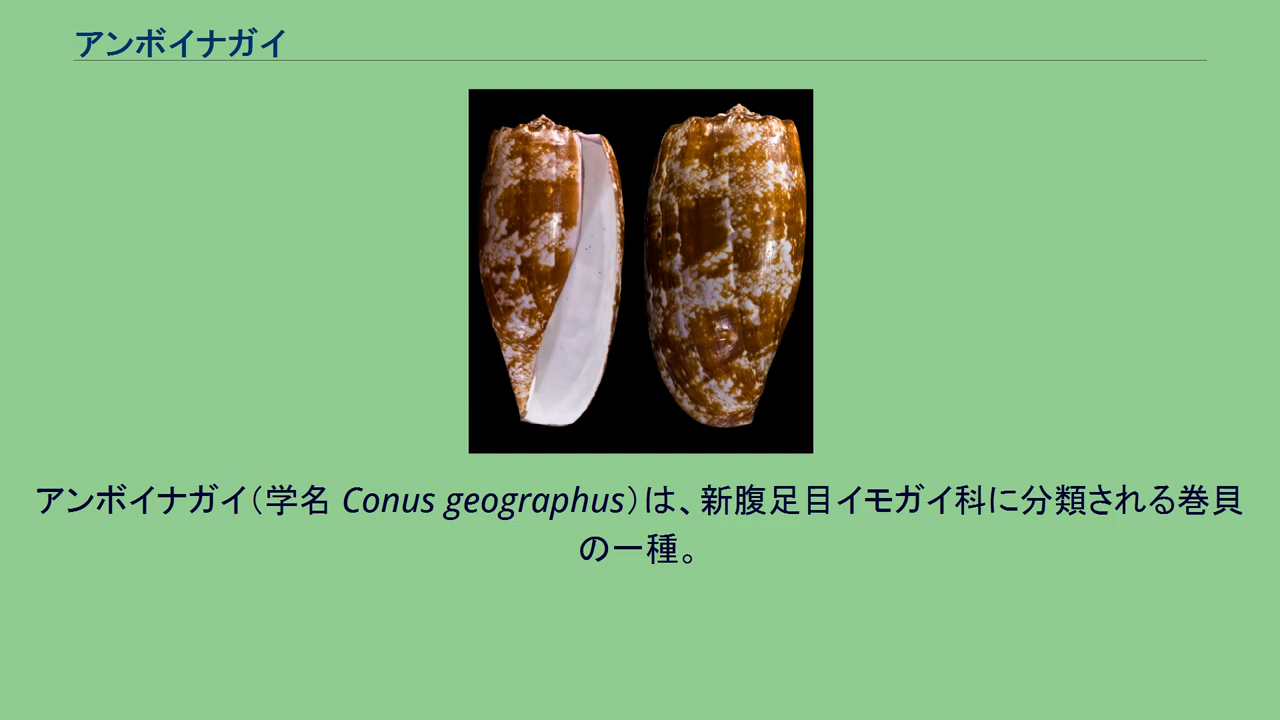 アンボイナガイ
アンボイナガイ（学名 Conus geographus）は、新腹足目イモガイ科に分類される巻貝
の一種。